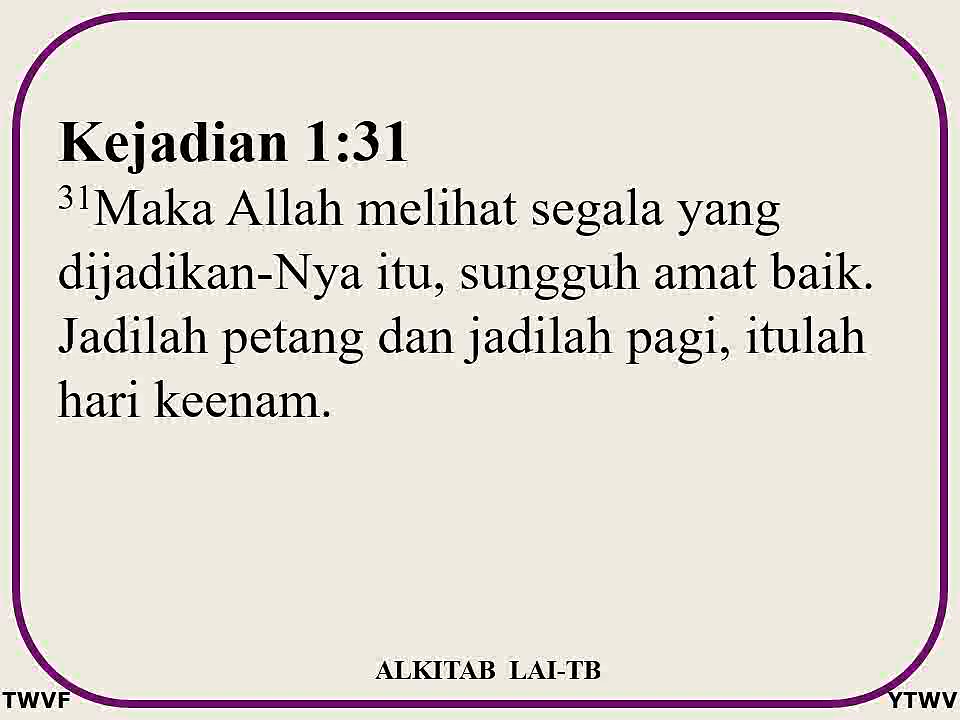 Kejadian 1:31
31Maka Allah melihat segala yang
dijadikan-Nya itu, sungguh amat baik.
Jadilah petang dan jadilah pagi, itulah
hari keenam.
ALKITAB LAI-TB
TWVF YTWV